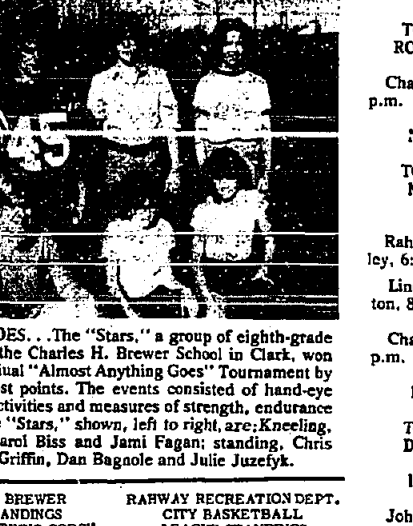 45
OES. . .The "Stars," a group of eighth-grade
the Charles H. Brewer School in Clark, won
ual "Almost Anything Goes" Tournament by
st points. The events consisted of hand-eye
ctivities and measures of strength, endurance
"Stars," shown, left to right, are;Kneeling,
arol Biss and Jami Fagan; standing, Chris
Griffin, Dan Bagnole and Julie Juzefyk.
BREWER
ANDINGS
RAHWAY RECREATION DEPT.
CITY BASKETBALL
T
RO
Cha
p.m.
T
Rah
ley, 6:
Lin
ton, 8
Cha
p.m.
T
D
1
Joh